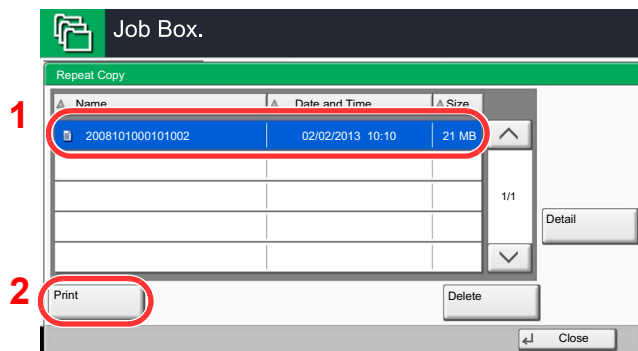 Job Box.
Repeat Copy
1
Name Date and Time Size
2008101000101002 02/02/2013 10:10 21 MB
1/1
Detail
2
Print Delete
Close